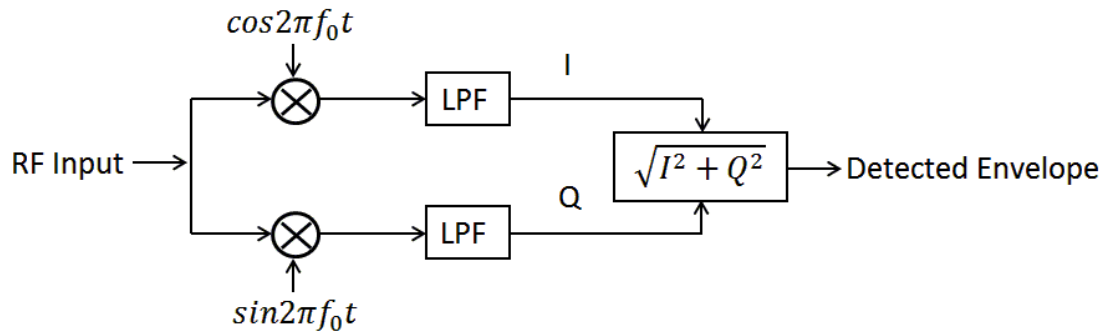 cos2πf₀t
I
LPF
RF Input
√(I² + Q²)
Detected Envelope
Q
LPF
sin2πf₀t